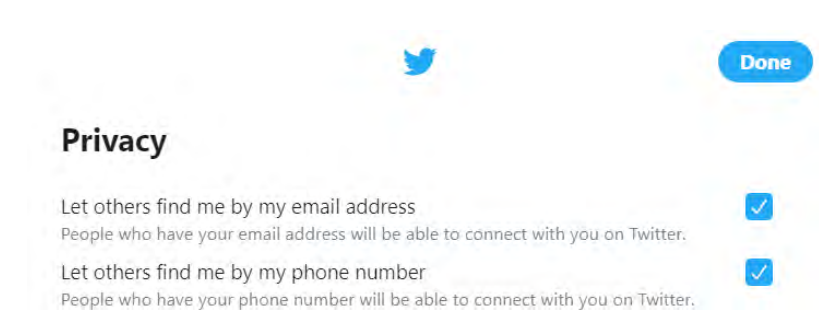 Done
Privacy
Let others find me by my email address
People who have your email address will be able to connect with you on Twitter.
Let others find me by my phone number
People who have your phone number will be able to connect with you on Twitter.